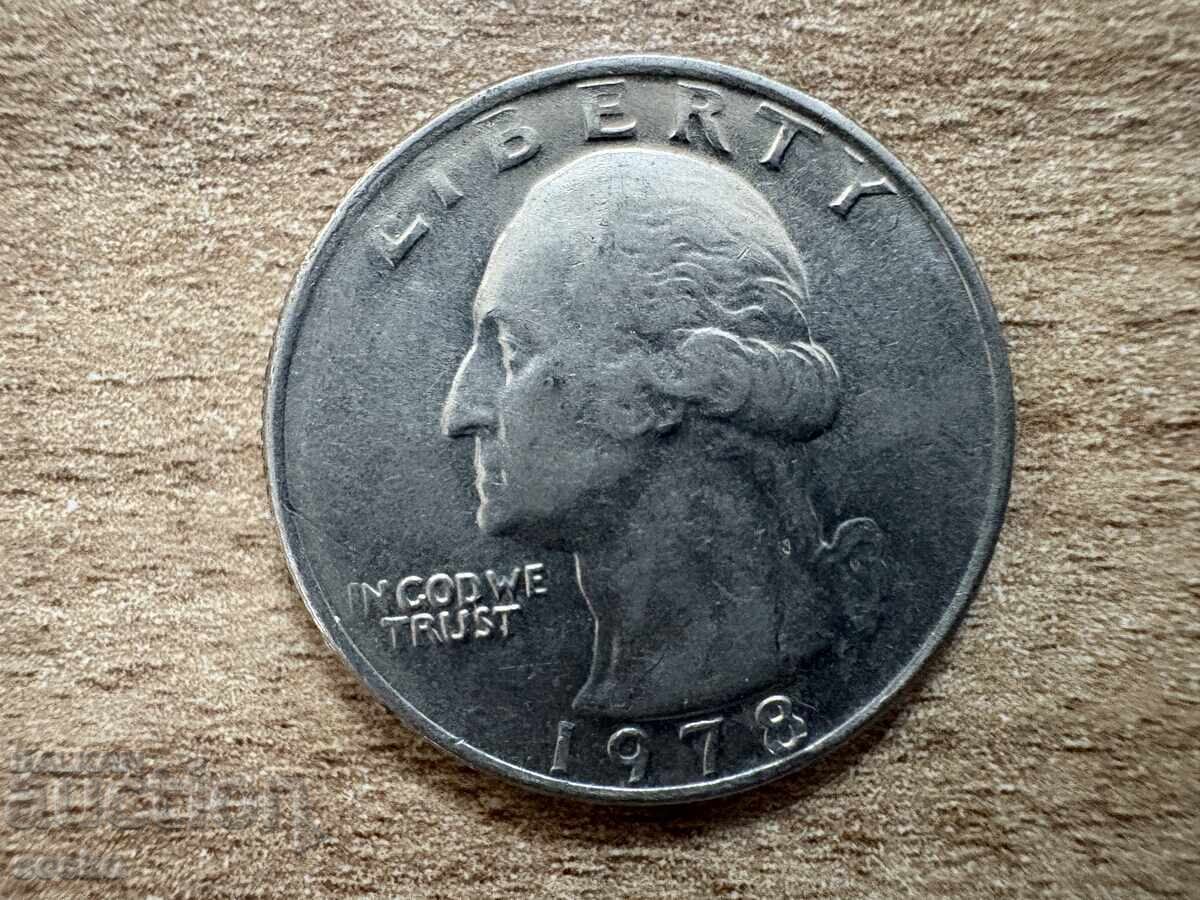 LIBERTY
IN GOD WE
TRUST
1978
BALKAN
auction